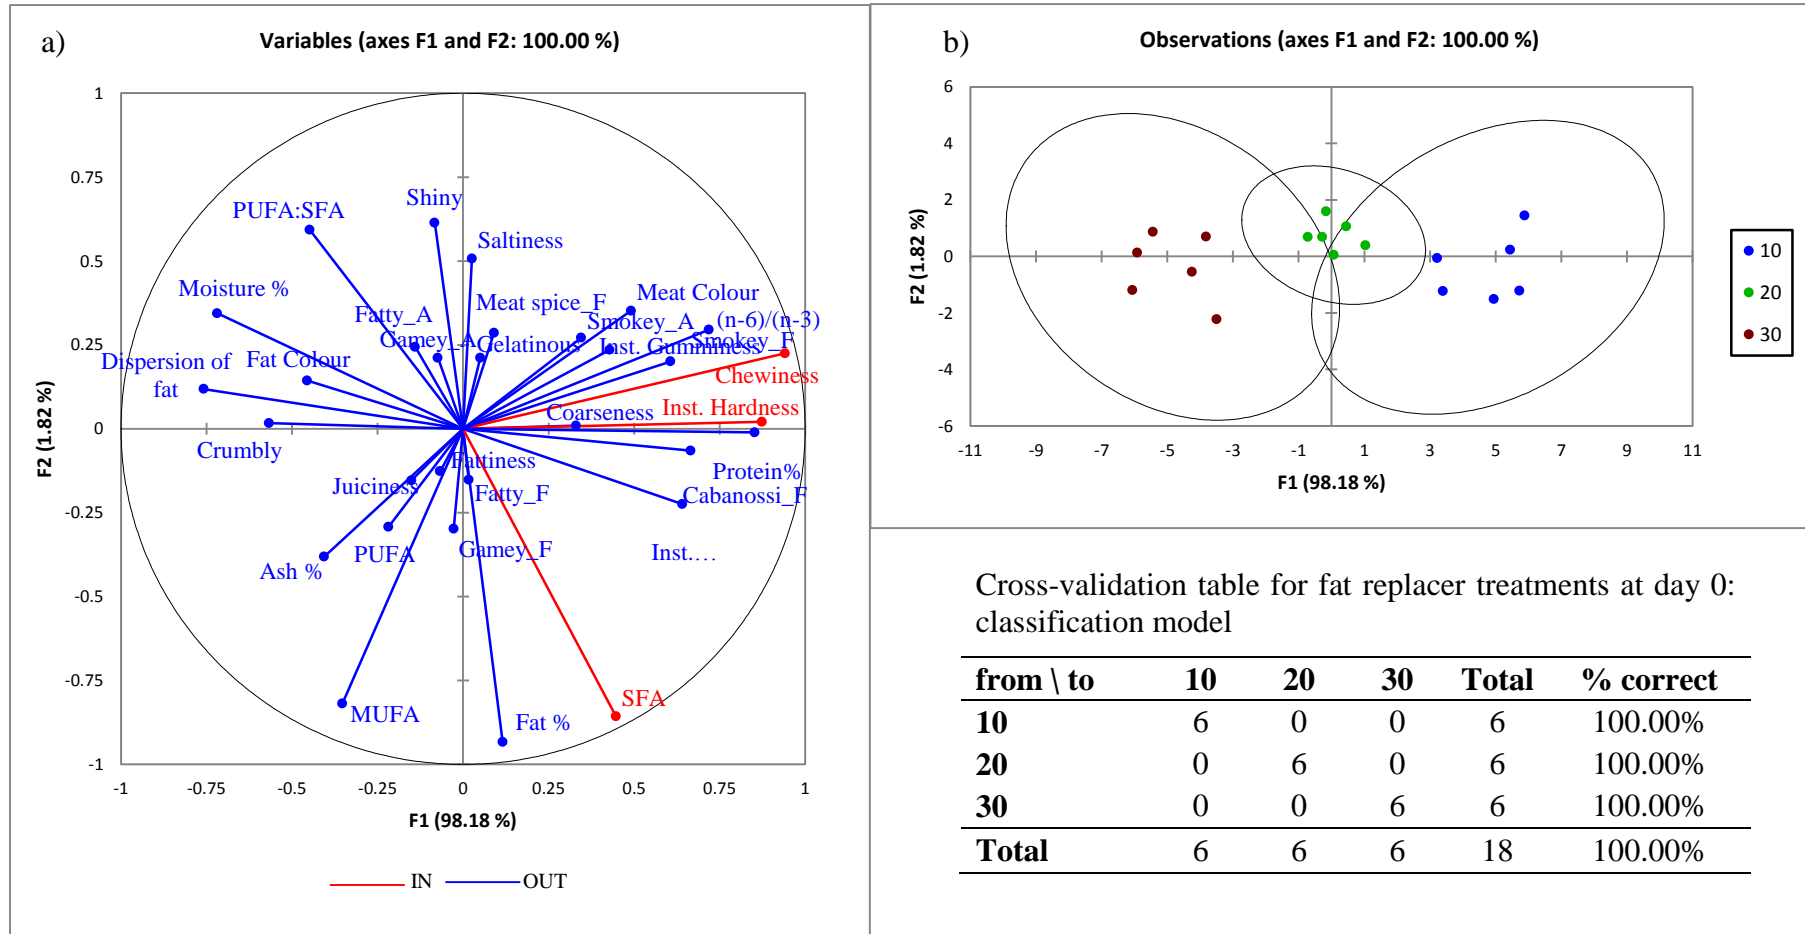 a)
Variables (axes F1 and F2: 100.00 %)
1
0.75
0.5
0.25
0
-0.25
-0.5
-0.75
-1
F2 (1.82 %)
Shiny
PUFA:SFA
Saltiness
Moisture %
Meat Colour
Meat spice_F
Fatty_A
Smokey_A
(n-6)/(n-3)
Gamey_A
Gelatinous
Inst. Gumminess
Smokey_F
Dispersion of
fat
Fat Colour
Chewiness
Coarseness
Inst. Hardness
Crumbly
Fattiness
Protein%
Juiciness
Fatty_F
Cabanossi_F
PUFA
Gamey_F
Inst.…
Ash %
SFA
MUFA
Fat %
-1
-0.75
-0.5
-0.25
0
0.25
0.5
0.75
1
F1 (98.18 %)
IN
OUT
b)
Observations (axes F1 and F2: 100.00 %)
6
4
2
0
-2
-4
-6
F2 (1.82 %)
-11
-9
-7
-5
-3
-1
1
3
5
7
9
11
F1 (98.18 %)
10
20
30
Cross-validation table for fat replacer treatments at day 0:
classification model
from \ to 10 20 30 Total % correct
10 6 0 0 6 100.00%
20 0 6 0 6 100.00%
30 0 0 6 6 100.00%
Total 6 6 6 18 100.00%